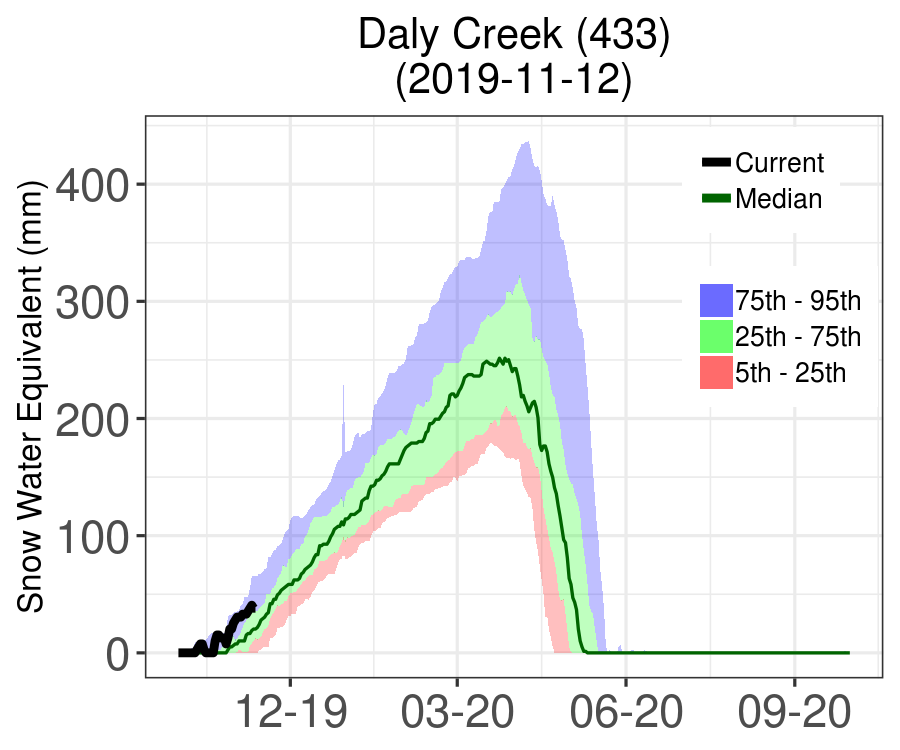 Daly Creek (433)
(2019-11-12)
Snow Water Equivalent (mm)
400
300
200
100
0
12-19
03-20
06-20
09-20
Current
Median
75th - 95th
25th - 75th
5th - 25th